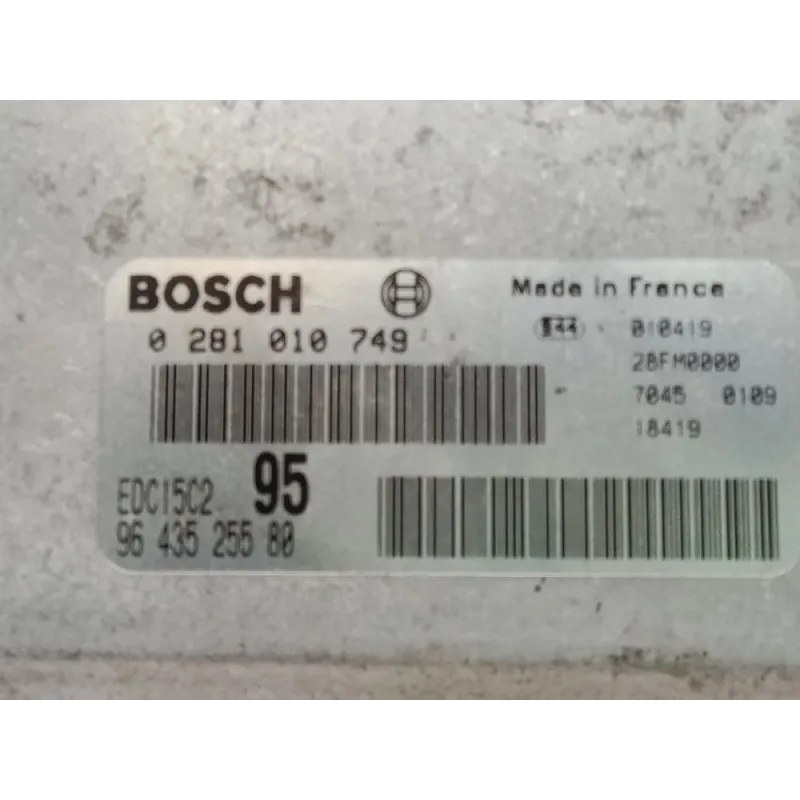 BOSCH
0 281 010 749
EDC15C2 95
96 435 255 80
Made in France
010419
28FM0000
7045 0109
18419